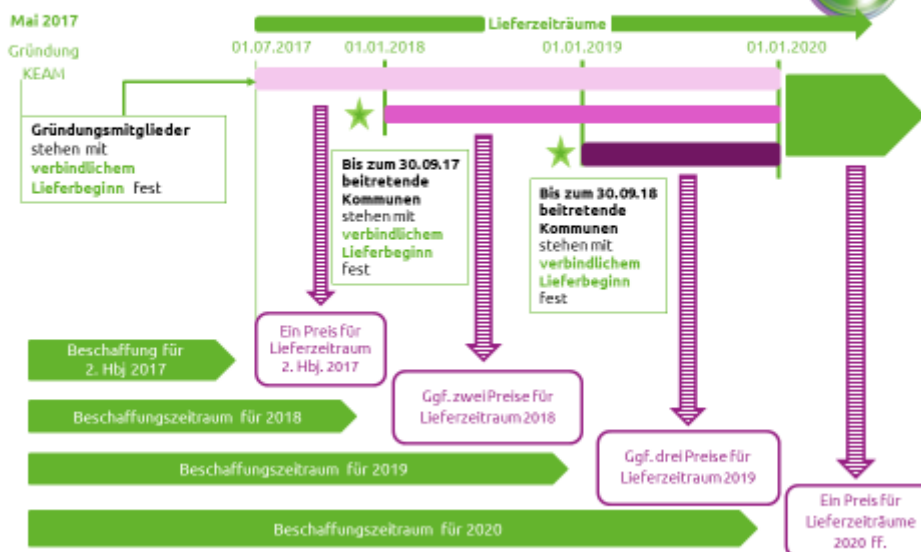 Mai 2017
Lieferzeiträume
Gründung
KEAM
01.07.2017
01.01.2018
01.01.2019
01.01.2020
Gründungsmitglieder
stehen mit
verbindlichem
Lieferbeginn fest
Bis zum 30.09.17
beitretende
Kommunen
stehen mit
verbindlichem
Lieferbeginn
fest
Bis zum 30.09.18
beitretende
Kommunen
stehen mit
verbindlichem
Lieferbeginn
fest
Beschaffung für
2. Hbj 2017
Ein Preis für
Lieferzeitraum
2. Hbj. 2017
Beschaffungszeitraum für 2018
Ggf. zwei Preise für
Lieferzeitraum 2018
Beschaffungszeitraum für 2019
Ggf. drei Preise für
Lieferzeitraum 2019
Beschaffungszeitraum für 2020
Ein Preis für
Lieferzeiträume
2020 ff.